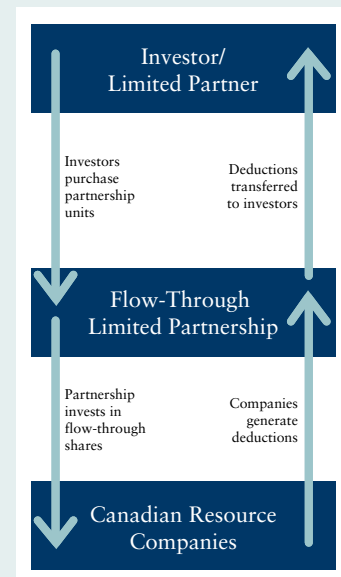 Investor/
Limited Partner
Investors
purchase
partnership
units
Deductions
transferred
to investors
Flow-Through
Limited Partnership
Partnership
invests in
flow-through
shares
Companies
generate
deductions
Canadian Resource
Companies